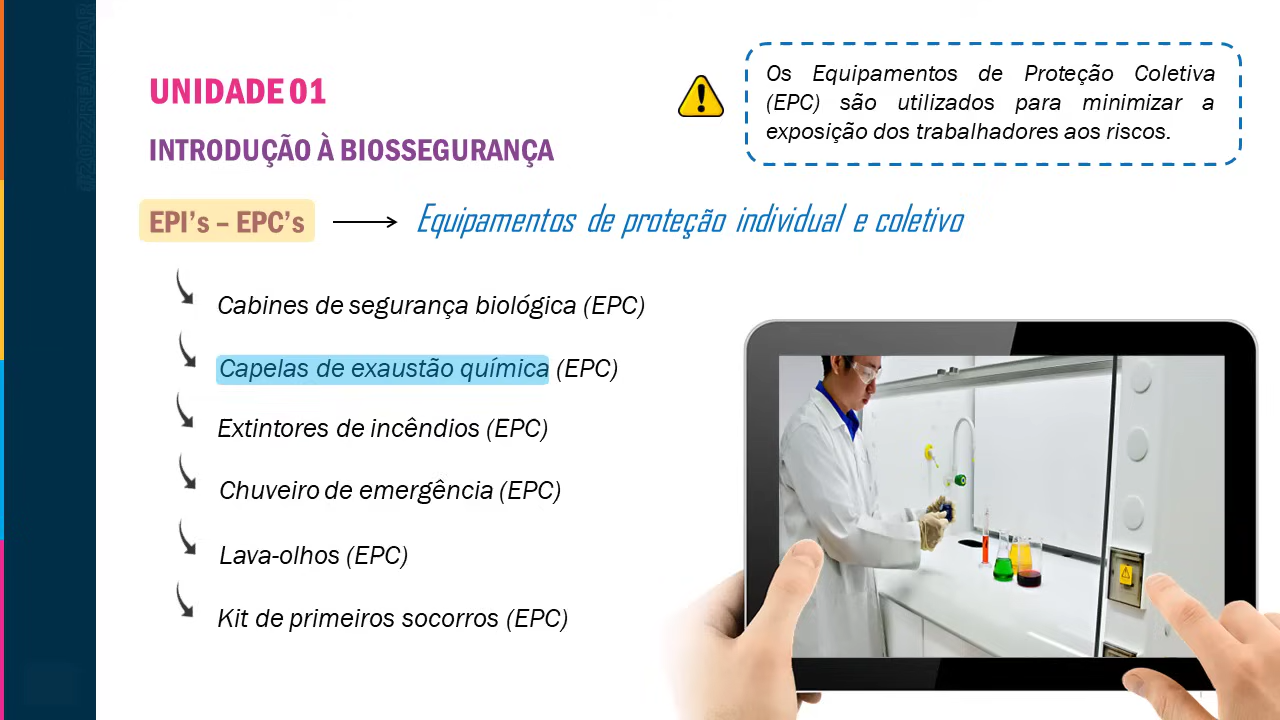 #2022REALIZAR
UNIDADE 01
INTRODUÇÃO À BIOSSEGURANÇA
Os Equipamentos de Proteção Coletiva
(EPC) são utilizados para minimizar a
exposição dos trabalhadores aos riscos.
EPI's – EPC's
Equipamentos de proteção individual e coletivo
Cabines de segurança biológica (EPC)
Capelas de exaustão química (EPC)
Extintores de incêndios (EPC)
Chuveiro de emergência (EPC)
Lava-olhos (EPC)
Kit de primeiros socorros (EPC)